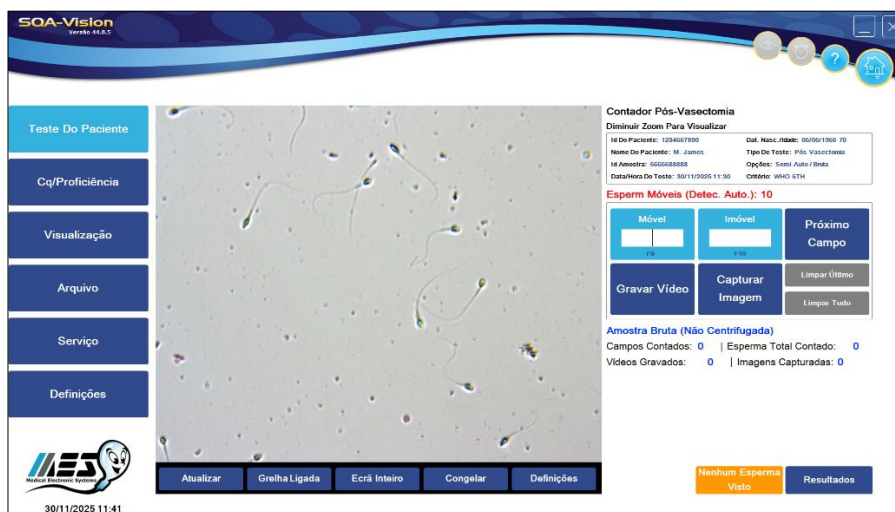 SQA-Vision
Versão 44.8.5
?
Teste Do Paciente
Cq/Proficiência
Visualização
Arquivo
Serviço
Definições
MES
Medical Electronic Systems
30/11/2025 11:41
Atualizar
Grelha Ligada
Ecrã Inteiro
Congelar
Definições
Contador Pós-Vasectomia
Diminuir Zoom Para Visualizar
Id Do Paciente: 1234567890 Dat. Nasc./Idade: 06/06/1966 70
Nome Do Paciente: M. James Tipo De Teste: Pós Vasectomia
Id Amostra: 6665688888 Opções: Semi Auto / Bruta
Data/Hora Do Teste: 30/11/2025 11:30 Critério: WHO 6TH
Esperm Móveis (Detec. Auto.): 10
Móvel
F8
Imóvel
F10
Próximo
Campo
Gravar Vídeo
Capturar
Imagem
Limpar Último
Limpar Tudo
Amostra Bruta (Não Centrifugada)
Campos Contados: 0 | Esperma Total Contado: 0
Vídeos Gravados: 0 | Imagens Capturadas: 0
Nenhum Esperma
Visto
Resultados